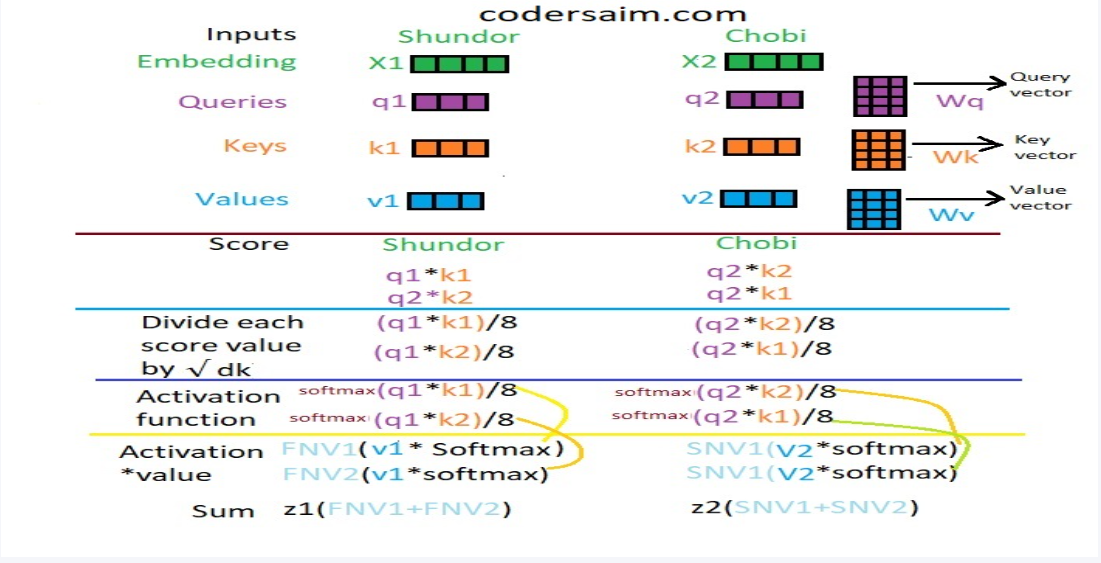 codersaim.com
Inputs Shundor Chobi
Embedding X1 X2
Queries q1 q2 Wq Query vector
Keys k1 k2 Wk Key vector
Values v1 v2 Wv Value vector
Score Shundor Chobi
q1*k1 q2*k2
q2*k2 q2*k1
Divide each (q1*k1)/8 (q2*k2)/8
score value (q1*k2)/8 (q2*k1)/8
by √ dk
Activation softmax(q1*k1)/8 softmax(q2*k2)/8
function softmax(q1*k2)/8 softmax(q2*k1)/8
Activation FNV1(v1* Softmax) SNV1(V2*softmax)
*value FNV2(v1*softmax) SNV1(V2*softmax)
Sum z1(FNV1+FNV2) z2(SNV1+SNV2)